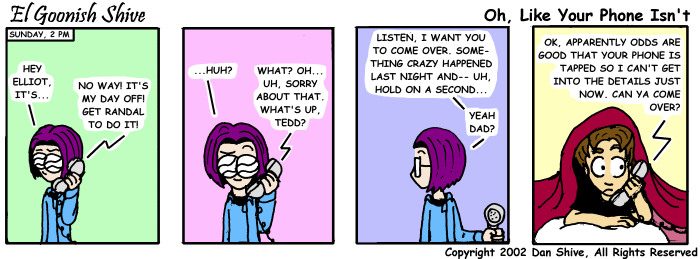 El Goonish Shive
Oh, Like Your Phone Isn't
SUNDAY, 2 PM
HEY
ELLIOT,
IT'S...
NO WAY! IT'S
MY DAY OFF!
GET RANDAL
TO DO IT!
...HUH?
WHAT? OH...
UH, SORRY
ABOUT THAT.
WHAT'S UP,
TEDD?
LISTEN, I WANT YOU
TO COME OVER. SOME-
THING CRAZY HAPPENED
LAST NIGHT AND-- UH,
HOLD ON A SECOND...
YEAH
DAD?
OK, APPARENTLY ODDS ARE
GOOD THAT YOUR PHONE IS
TAPPED SO I CAN'T GET
INTO THE DETAILS JUST
NOW. CAN YA COME
OVER?
Copyright 2002 Dan Shive, All Rights Reserved